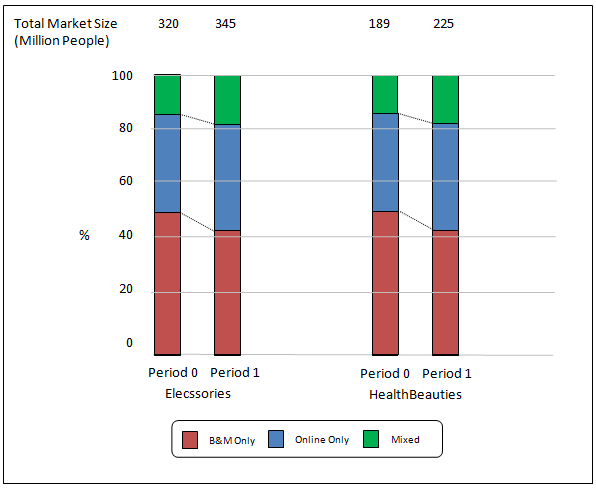 Total Market Size 320 345 189 225
(Million People)
100
80
60
%
40
20
0
Period 0 Period 1 Period 0 Period 1
Elecssories HealthBeauties
B&M Only Online Only Mixed